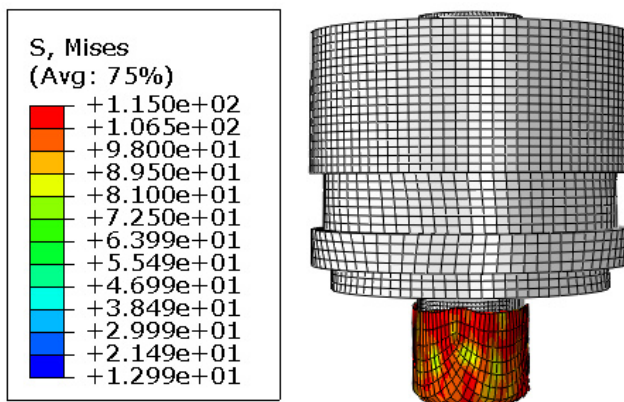 S, Mises
(Avg: 75%)
+1.150e+02
+1.065e+02
+9.800e+01
+8.950e+01
+8.100e+01
+7.250e+01
+6.399e+01
+5.549e+01
+4.699e+01
+3.849e+01
+2.999e+01
+2.149e+01
+1.299e+01